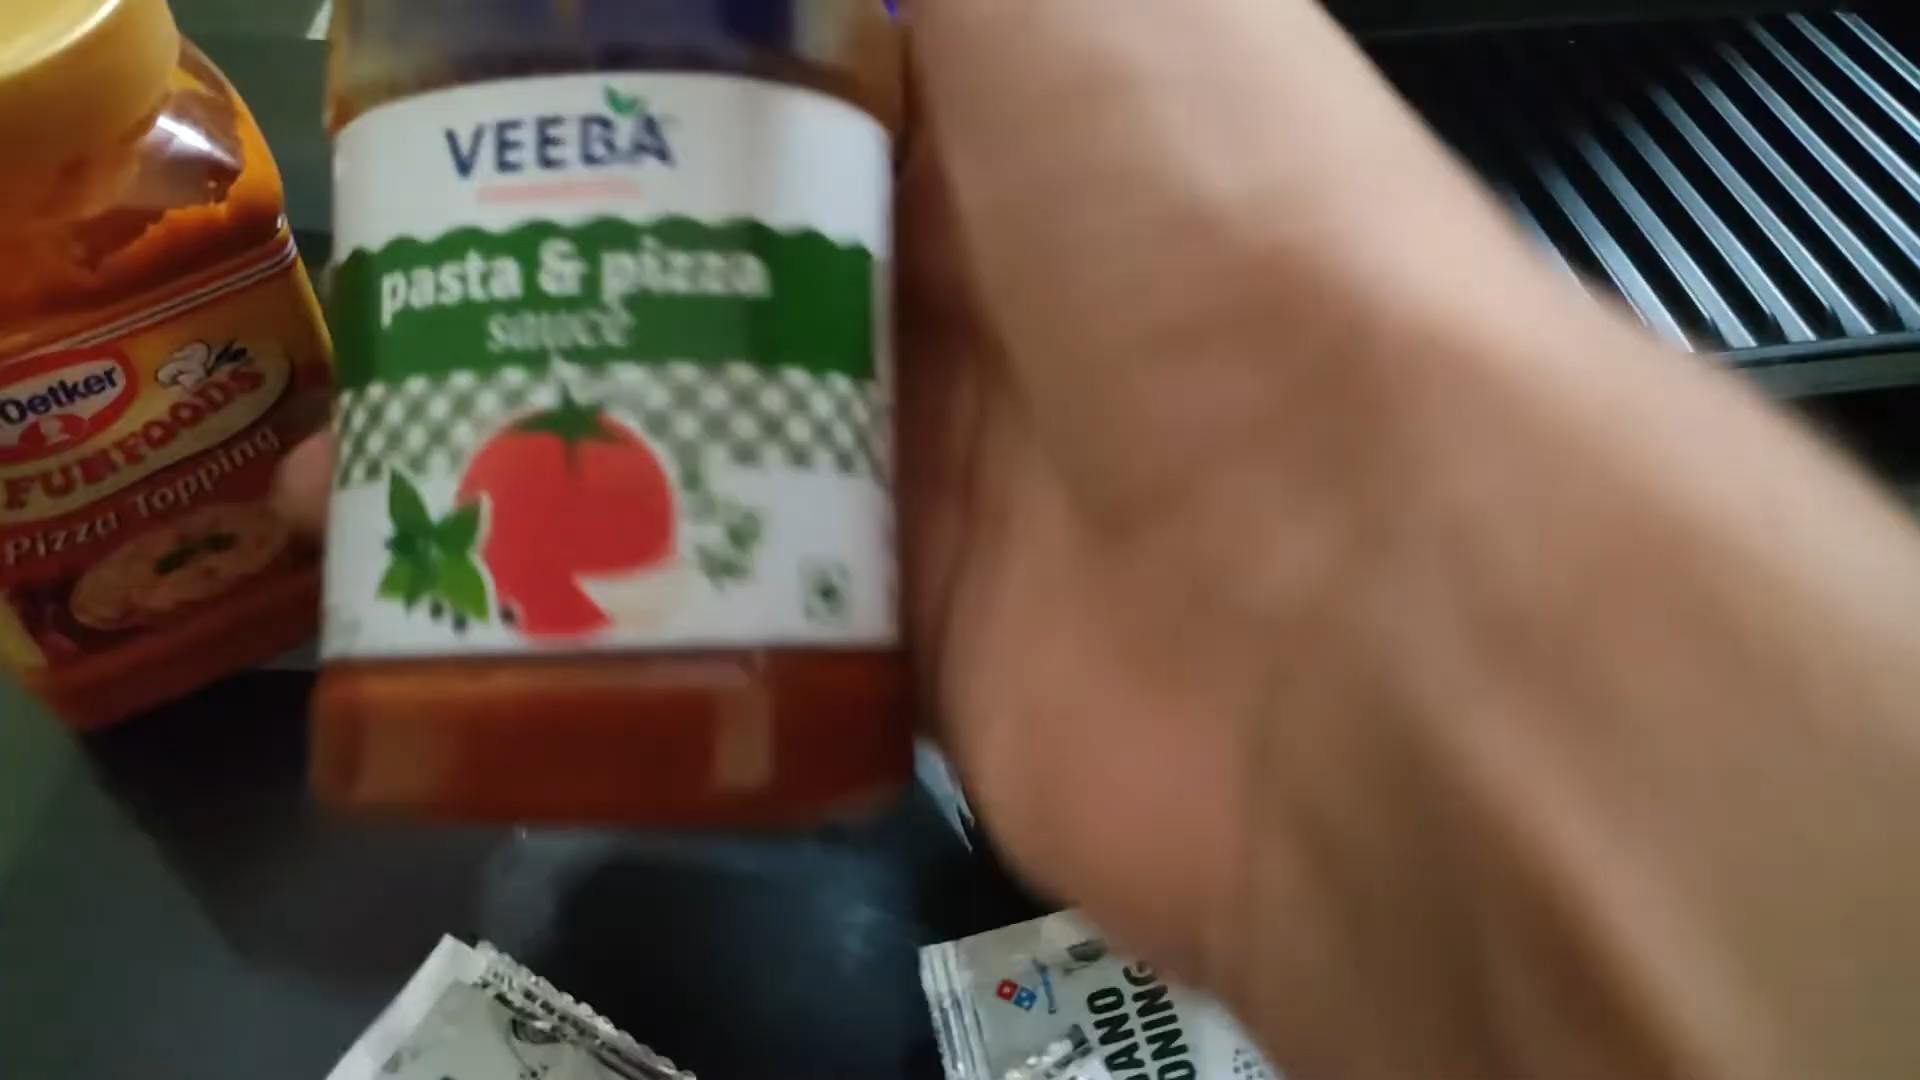 VEEBA
pasta & pizza
sauce
Oetker
FUNFOODS
Pizza Topping
ANO
ONING